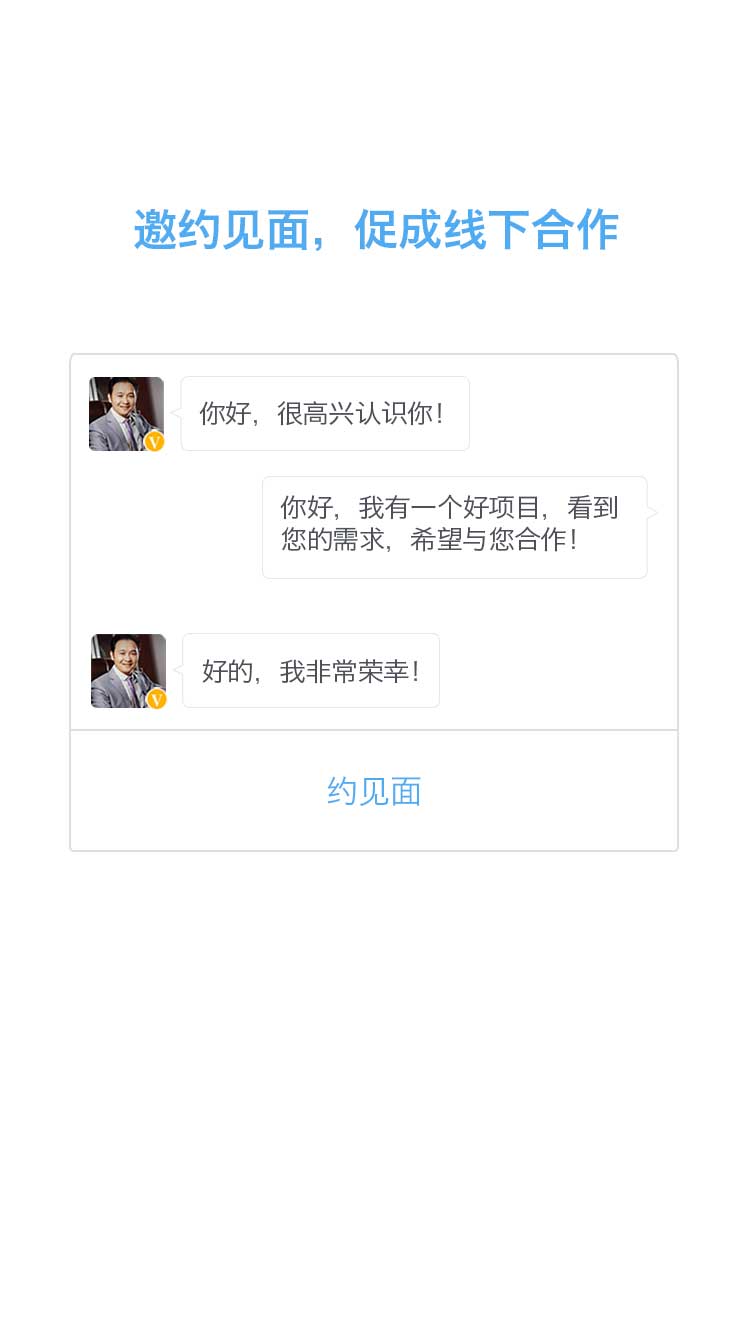 邀约见面，促成线下合作
你好，很高兴认识你！
V
你好，我有一个好项目，看到
您的需求，希望与您合作！
好的，我非常荣幸！
V
约见面